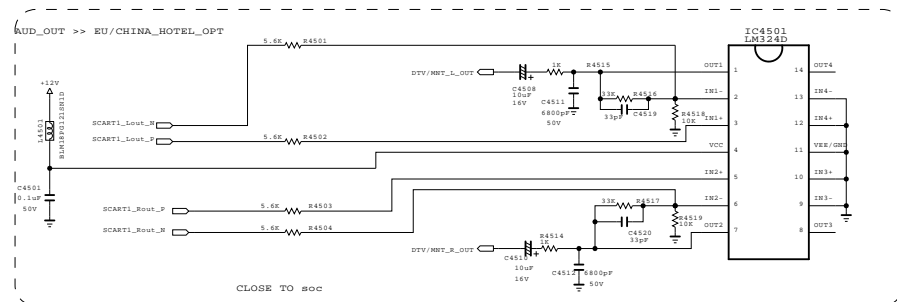 AUD_OUT >> EU/CHINA_HOTEL_OPT
IC4501
LM324D
5.6K R4501
DTV/MNT_L_OUT
1K
R4515
C4508
10uF
16V
C4511
6800pF
50V
33K R4516
33pF C4519
R4518
10K
OUT1 1
IN1- 2
IN1+ 3
VCC 4
IN2+ 5
IN2- 6
OUT2 7
14 OUT4
13 IN4-
12 IN4+
11 VEE/GND
10 IN3+
9 IN3-
8 OUT3
+12V
L4501
BLM18PG121SN1D
SCART1_Lout_N
SCART1_Lout_P
5.6K R4502
C4501
0.1uF
50V
SCART1_Rout_P
5.6K R4503
SCART1_Rout_N
5.6K R4504
33K R4517
C4520
33pF
R4519
10K
DTV/MNT_R_OUT
R4514
1K
C4510
10uF
16V
C4512 6800pF
50V
CLOSE TO soc